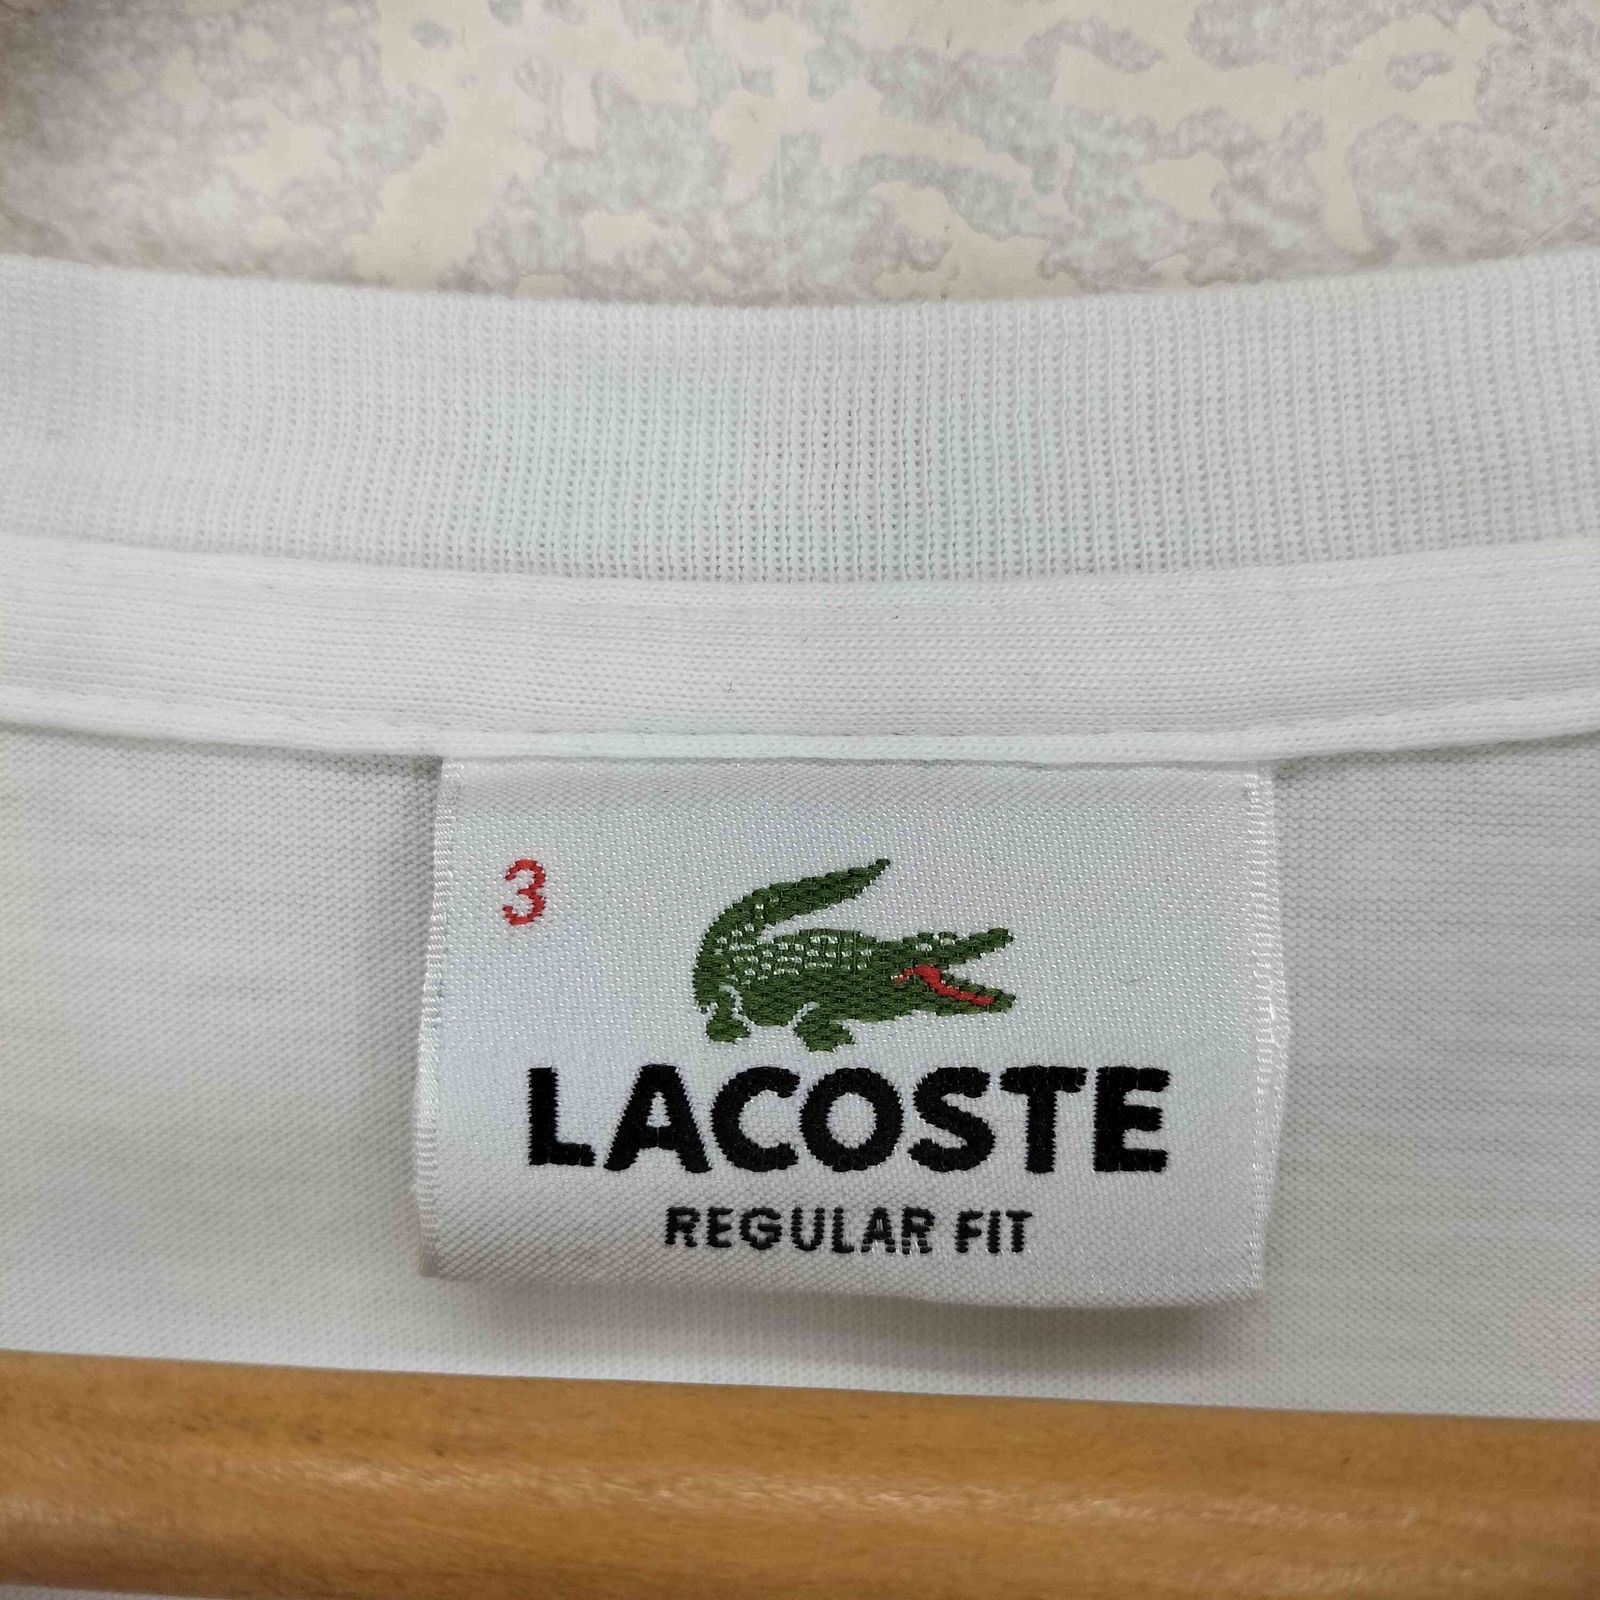 3
LACOSTE
REGULAR FIT